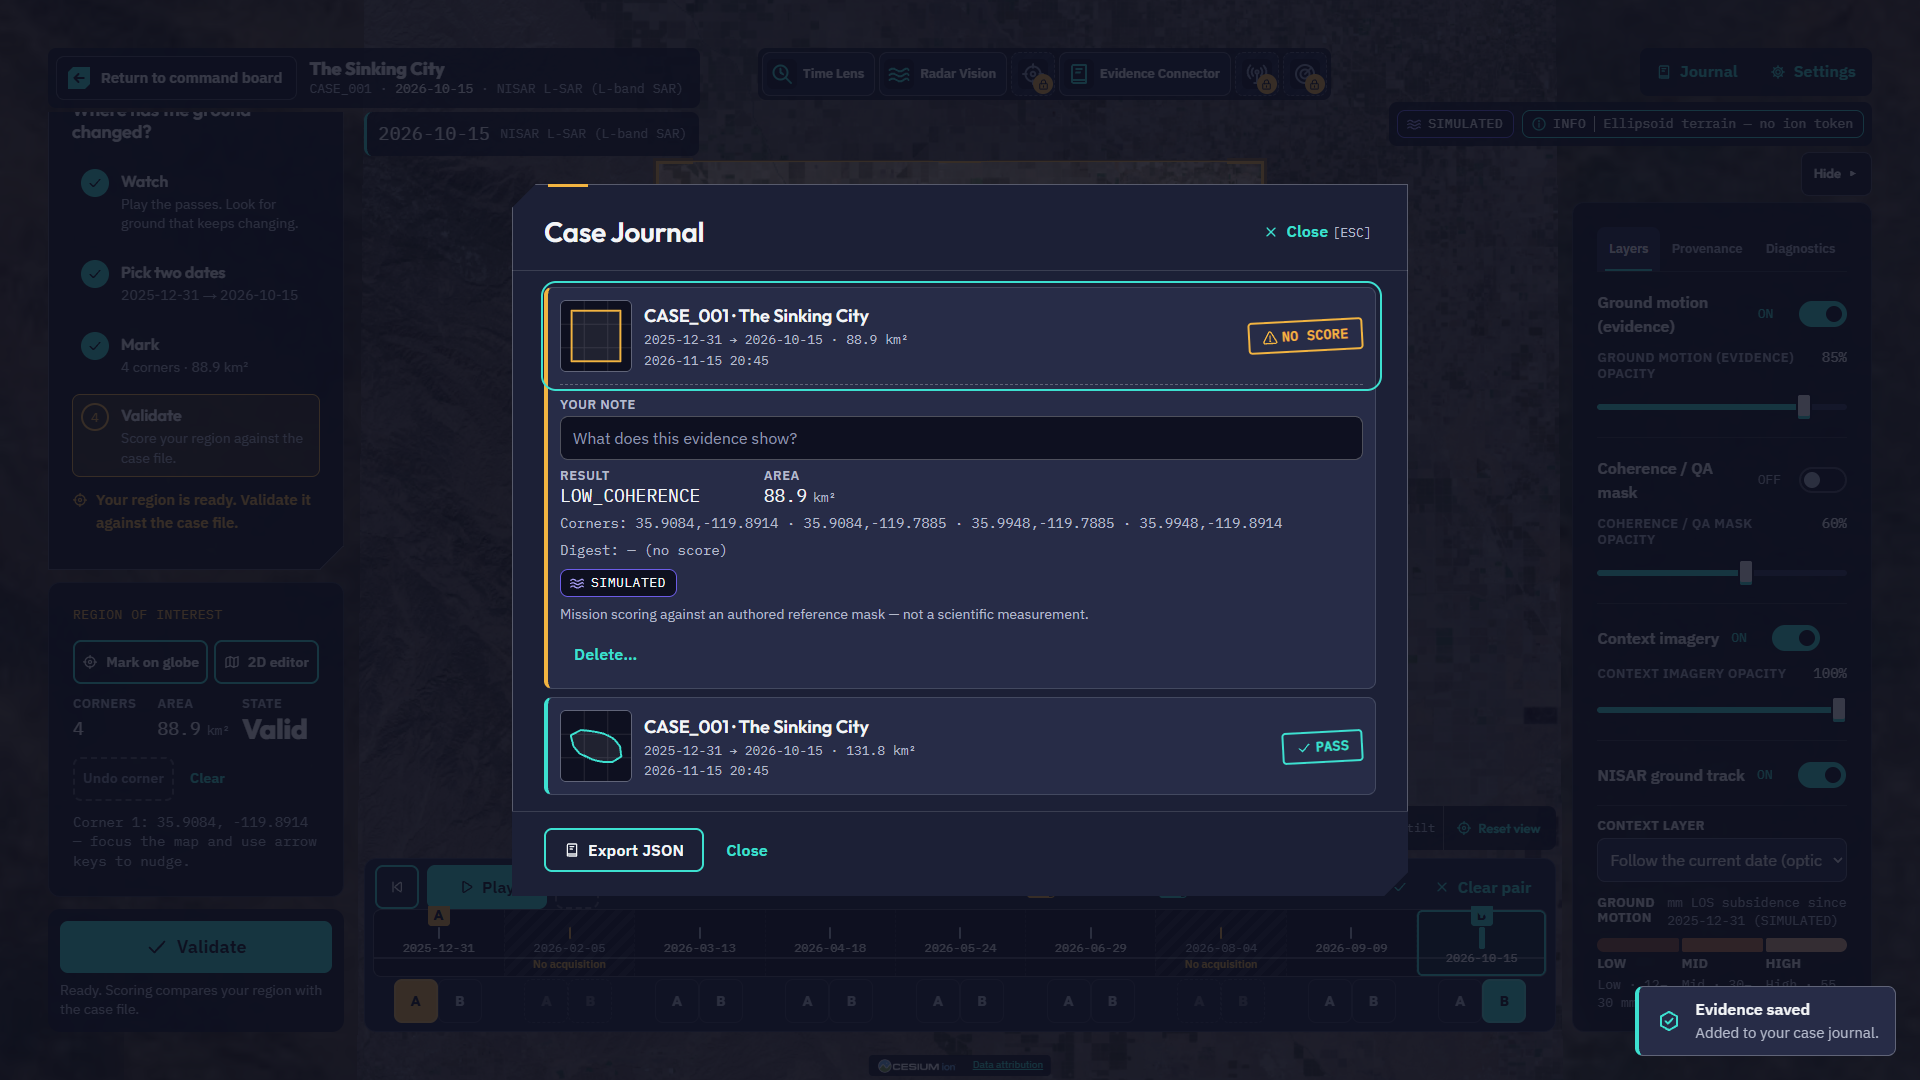 Return to command board
The Sinking City
CASE_001 · 2026-10-15 · NISAR L-SAR (L-band SAR)
Time Lens
Radar Vision
Evidence Connector
Journal
Settings
Where has the ground
changed?
Watch
Play the passes. Look for
ground that keeps changing.
Pick two dates
2025-12-31 → 2026-10-15
Mark
4 corners · 88.9 km²
4
Validate
Score your region against the
case file.
Your region is ready. Validate it
against the case file.
2026-10-15 NISAR L-SAR (L-band SAR)
SIMULATED
INFO | Ellipsoid terrain — no ion token
Hide ▸
Case Journal
× Close [ESC]
CASE_001 · The Sinking City
2025-12-31 → 2026-10-15 · 88.9 km²
2026-11-15 20:45
NO SCORE
YOUR NOTE
What does this evidence show?
RESULT
LOW_COHERENCE
AREA
88.9 km²
Corners: 35.9084,-119.8914 · 35.9084,-119.7885 · 35.9948,-119.7885 · 35.9948,-119.8914
Digest: — (no score)
SIMULATED
Mission scoring against an authored reference mask — not a scientific measurement.
Delete...
CASE_001 · The Sinking City
2025-12-31 → 2026-10-15 · 131.8 km²
2026-11-15 20:45
PASS
Export JSON
Close
REGION OF INTEREST
Mark on globe
2D editor
CORNERS
4
AREA
88.9 km²
STATE
Valid
Undo corner
Clear
Corner 1: 35.9084, -119.8914
— focus the map and use arrow
keys to nudge.
Validate
Ready. Scoring compares your region with
the case file.
Layers
Provenance
Diagnostics
Ground motion
(evidence)
ON
GROUND MOTION (EVIDENCE)
OPACITY
85%
Coherence / QA
mask
OFF
COHERENCE / QA MASK
OPACITY
60%
Context imagery
ON
CONTEXT IMAGERY OPACITY
100%
NISAR ground track
ON
CONTEXT LAYER
Follow the current date (optic
GROUND
MOTION
mm LOS subsidence since
2025-12-31 (SIMULATED)
LOW
MID
HIGH
tilt
Reset view
Play
× Clear pair
A
2025-12-31
2026-02-05
No acquisition
2026-03-13
2026-04-18
2026-05-24
2026-06-29
2026-08-04
No acquisition
2026-09-09
2026-10-15
A B A B A B A B A B A B A B A B A B
Evidence saved
Added to your case journal.
CESIUM ion
Data attribution